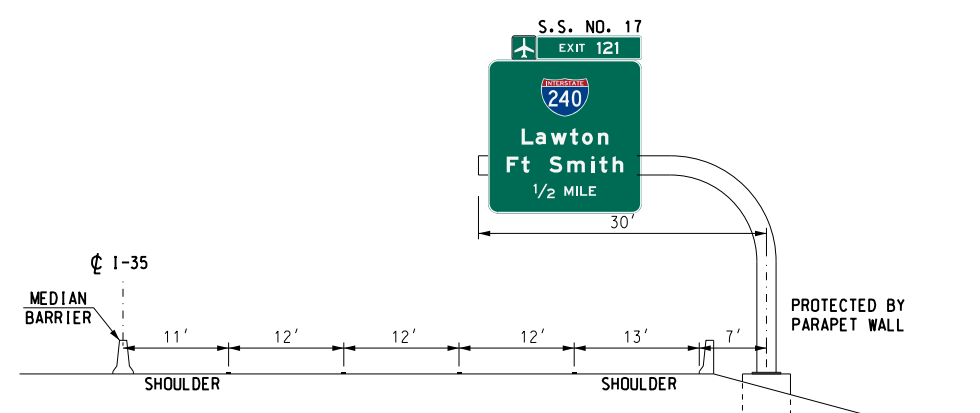 S.S. NO. 17
EXIT 121
INTERSTATE
240
Lawton
Ft Smith
1/2 MILE
30'
℄ I-35
MEDIAN
BARRIER
PROTECTED BY
PARAPET WALL
11' 12' 12' 12' 13' 7'
SHOULDER SHOULDER